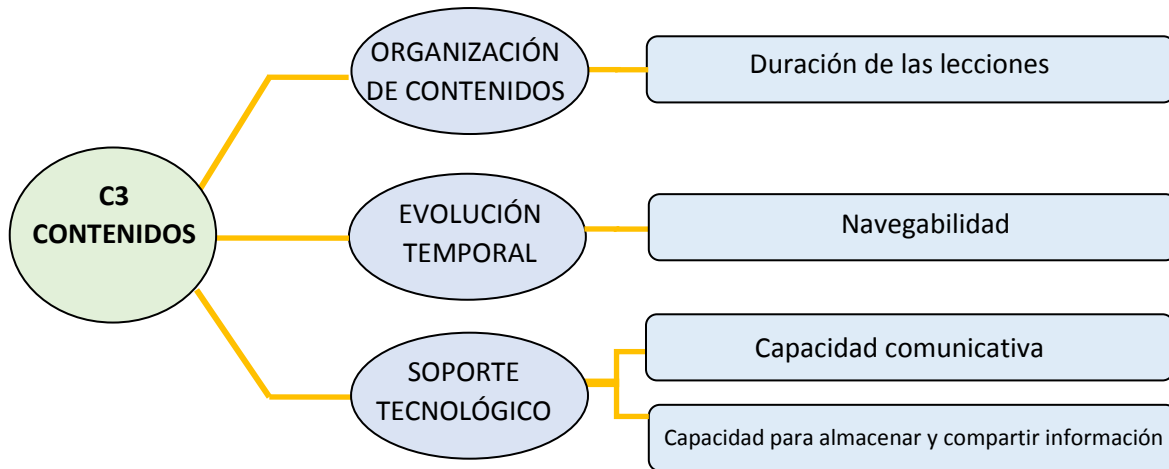 C3
CONTENIDOS
ORGANIZACIÓN
DE CONTENIDOS
Duración de las lecciones
EVOLUCIÓN
TEMPORAL
Navegabilidad
SOPORTE
TECNOLÓGICO
Capacidad comunicativa
Capacidad para almacenar y compartir información